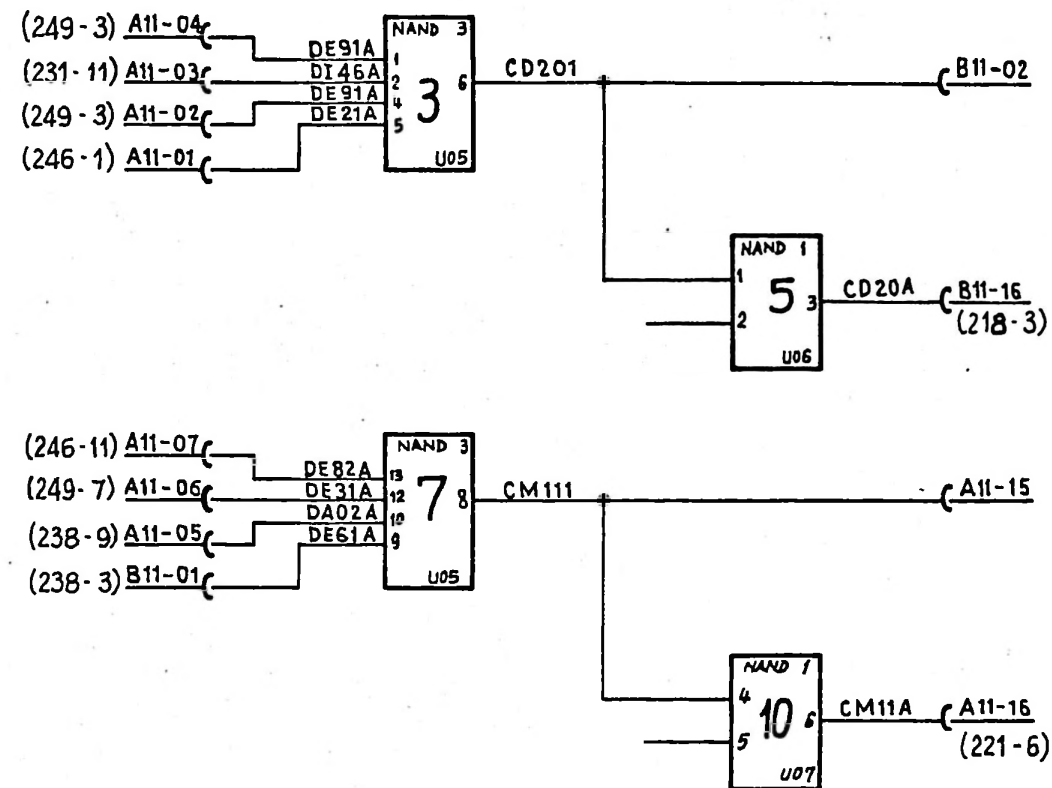 (249-3) A11-04
DE91A
NAND 3
1
(231-11) A11-03
DI46A
2
3
6
CD201
B11-02
(249-3) A11-02
DE91A
4
DE21A
5
(246-1) A11-01
U05
NAND 1
1
5
3
CD20A
B11-16
(218-3)
2
U06
(246-11) A11-07
DE82A
NAND 3
13
(249-7) A11-06
DE31A
12
7
8
CM111
A11-15
DA02A
10
(238-9) A11-05
DE61A
9
(238-3) B11-01
U05
NAND 1
4
10
6
CM11A
A11-16
(221-6)
5
U07